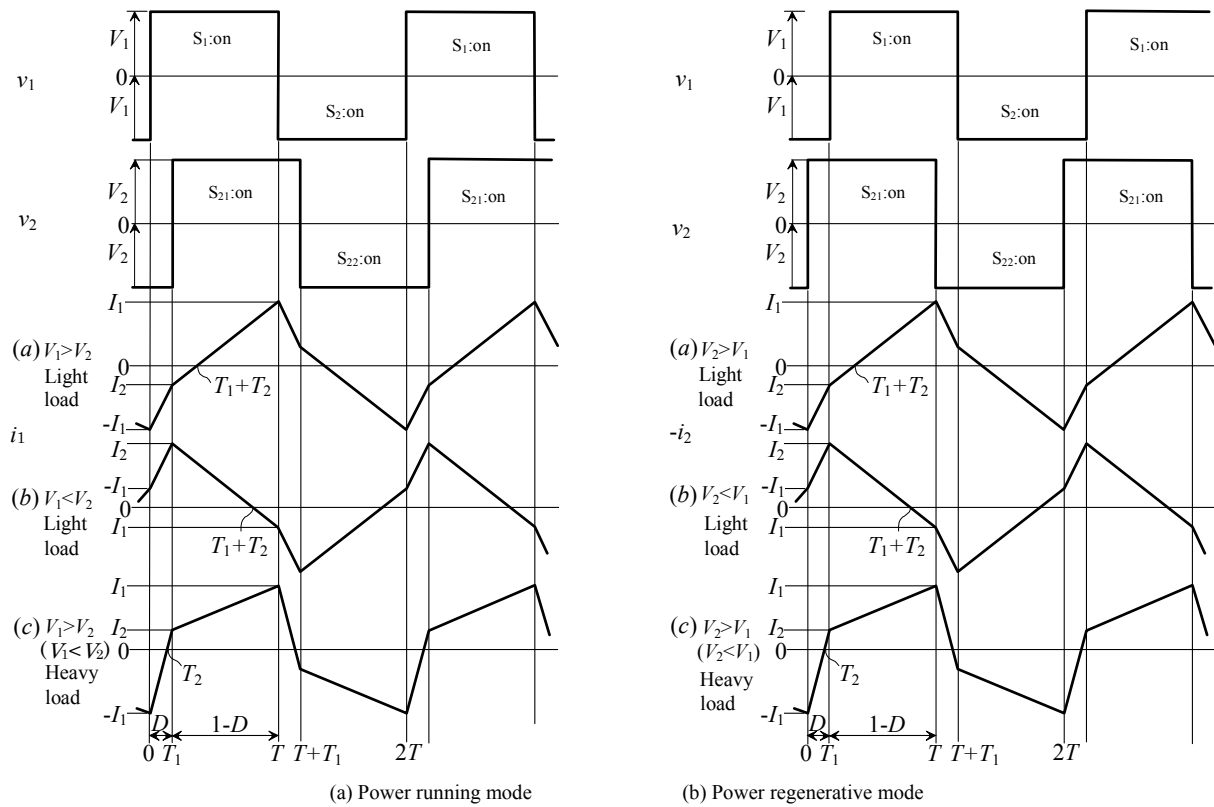 V1
S1:on
S1:on
v1
0
V1
S2:on
V2
S21:on
S21:on
v2
0
V2
S22:on
I1
(a) V1>V2
Light
load
0
I2
T1+T2
-I1
i1
I2
-I1
(b) V1<V2
Light
load
0
I1
T1+T2
I1
(c) V1>V2
(V1<V2)
Heavy
load
I2
0
T2
-I1
D
1-D
0
T1
T
T+T1
2T
(a) Power running mode
V1
S1:on
S1:on
v1
0
V1
S2:on
V2
S21:on
S21:on
v2
0
V2
S22:on
I1
(a) V2>V1
Light
load
0
I2
T1+T2
-I1
-i2
I2
-I1
(b) V2<V1
Light
load
0
I1
T1+T2
I1
(c) V2>V1
(V2<V1)
Heavy
load
I2
0
T2
-I1
D
1-D
0
T1
T
T+T1
2T
(b) Power regenerative mode